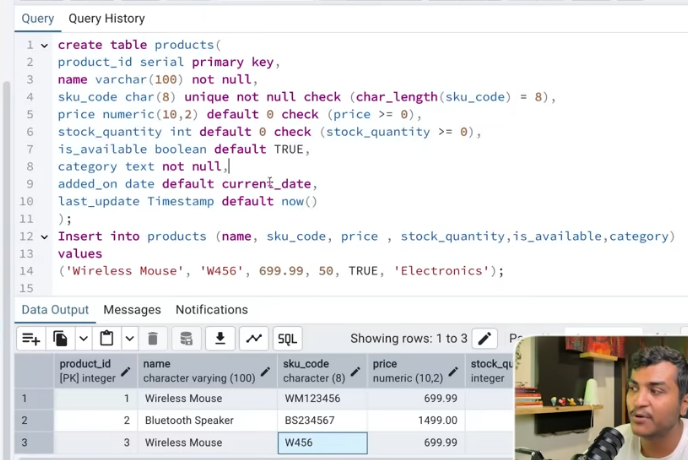 Query Query History
1 create table products(
2 product_id serial primary key,
3 name varchar(100) not null,
4 sku_code char(8) unique not null check (char_length(sku_code) = 8),
5 price numeric(10,2) default 0 check (price >= 0),
6 stock_quantity int default 0 check (stock_quantity >= 0),
7 is_available boolean default TRUE,
8 category text not null,
9 added_on date default current_date,
10 last_update Timestamp default now()
11 );
12 Insert into products (name, sku_code, price , stock_quantity,is_available,category)
13 values
14 ('Wireless Mouse', 'W456', 699.99, 50, TRUE, 'Electronics');
15
Data Output Messages Notifications
SQL Showing rows: 1 to 3
product_id name sku_code price
[PK] integer character varying (100) character (8) numeric (10,2) integer
1 1 Wireless Mouse WM123456 699.99
2 2 Bluetooth Speaker BS234567 1499.00
3 3 Wireless Mouse W456 699.99